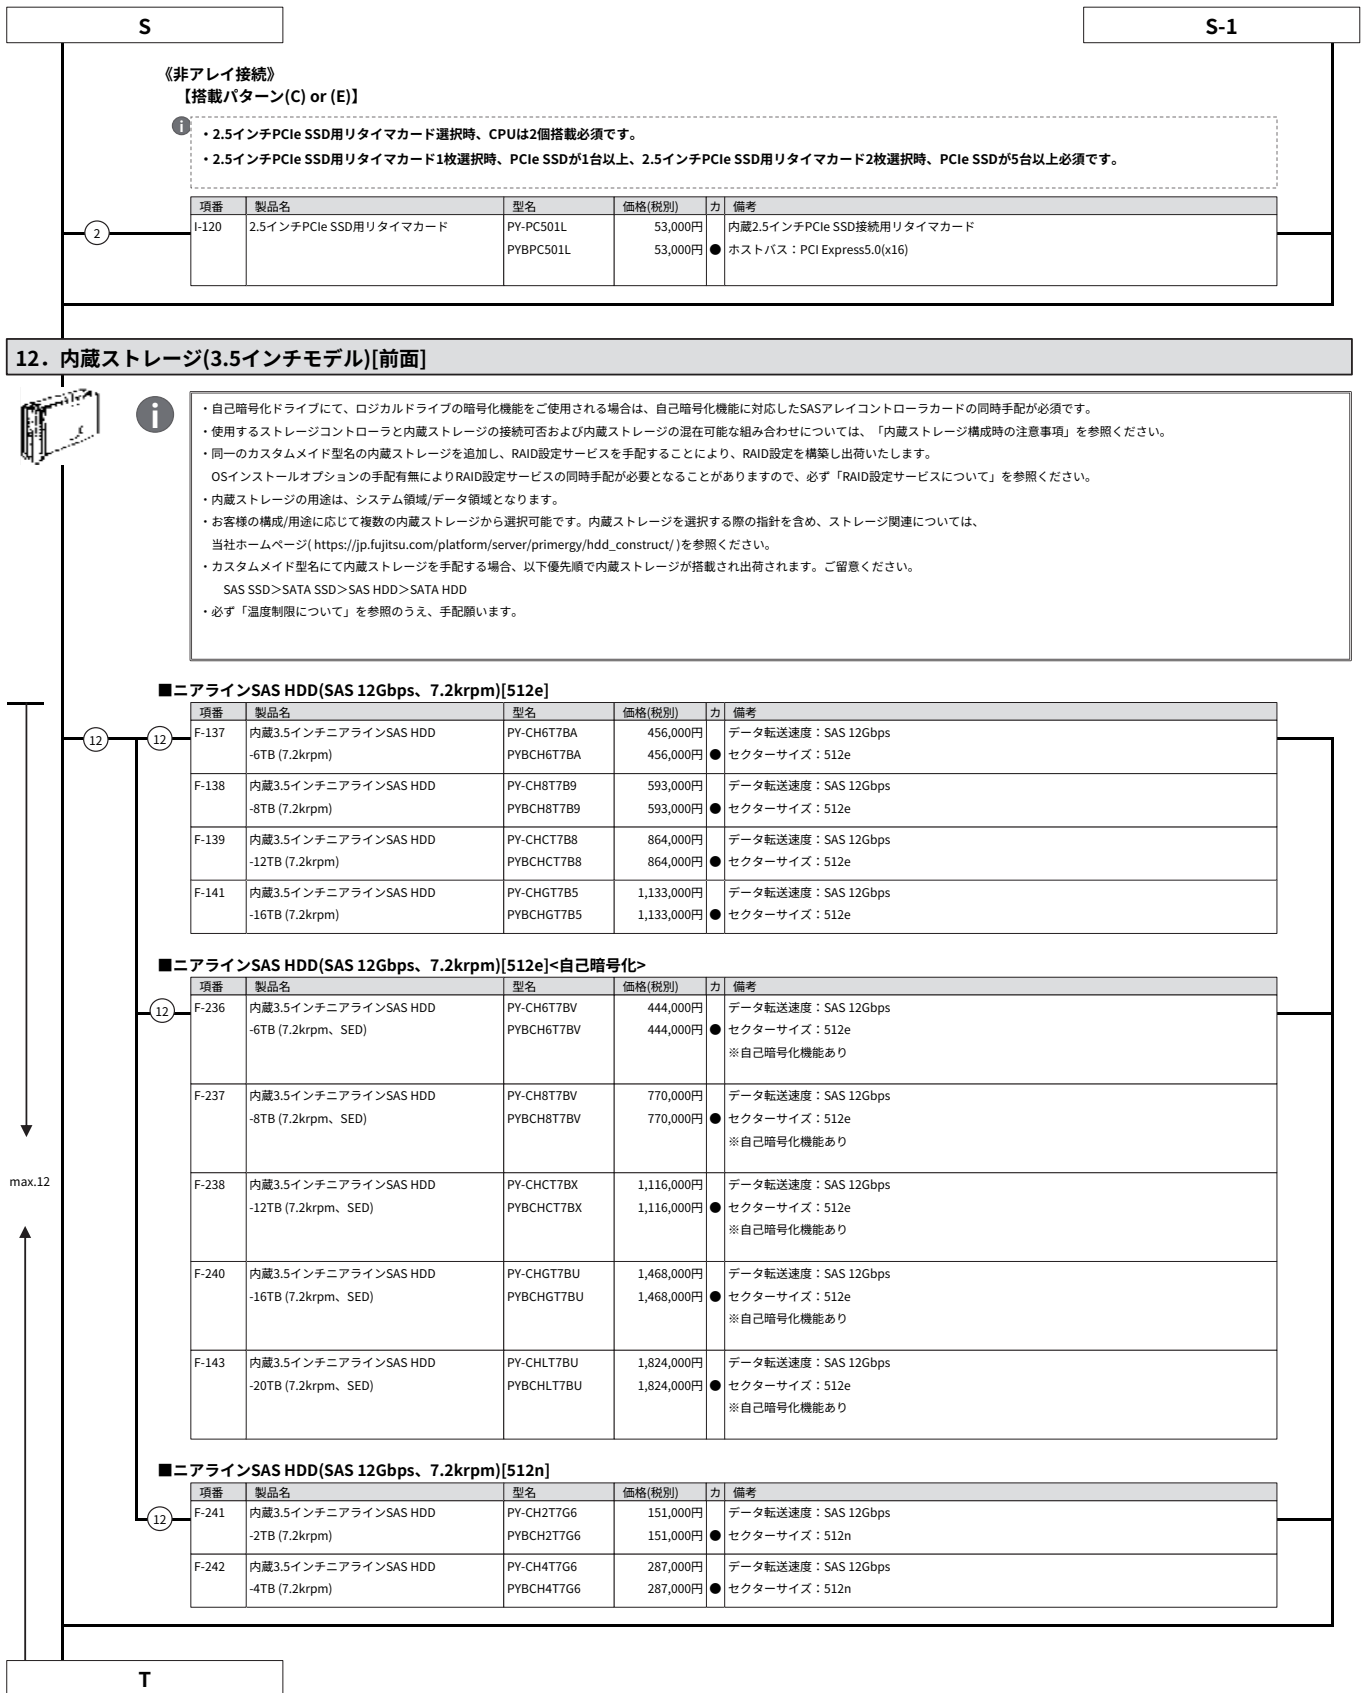 S
S-1
《非アレイ接続》
【搭載パターン(C) or (E)】
・2.5インチPCIe SSD用リタイマカード選択時、CPUは2個搭載必須です。
・2.5インチPCIe SSD用リタイマカード1枚選択時、PCIe SSDが1台以上、2.5インチPCIe SSD用リタイマカード2枚選択時、PCIe SSDが5台以上必須です。
項番 製品名 型名 価格(税別) カ 備考
2 I-120 2.5インチPCIe SSD用リタイマカード PY-PC501L 53,000円 内蔵2.5インチPCIe SSD接続用リタイマカード
PYBPC501L 53,000円 ● ホストバス：PCI Express5.0(x16)
12．内蔵ストレージ(3.5インチモデル)[前面]
・自己暗号化ドライブにて、ロジカルドライブの暗号化機能をご使用される場合は、自己暗号化機能に対応したSASアレイコントローラカードの同時手配が必須です。
・使用するストレージコントローラと内蔵ストレージの接続可否および内蔵ストレージの混在可能な組み合わせについては、「内蔵ストレージ構成時の注意事項」を参照ください。
・同一のカスタムメイド型名の内蔵ストレージを追加し、RAID設定サービスを手配することにより、RAID設定を構築し出荷いたします。
OSインストールオプションの手配有無によりRAID設定サービスの同時手配が必要となることがありますので、必ず「RAID設定サービスについて」を参照ください。
・内蔵ストレージの用途は、システム領域/データ領域となります。
・お客様の構成/用途に応じて複数の内蔵ストレージから選択可能です。内蔵ストレージを選択する際の指針を含め、ストレージ関連については、
当社ホームページ( https://jp.fujitsu.com/platform/server/primergy/hdd_construct/ )を参照ください。
・カスタムメイド型名にて内蔵ストレージを手配する場合、以下優先順で内蔵ストレージが搭載され出荷されます。ご留意ください。
SAS SSD＞SATA SSD＞SAS HDD＞SATA HDD
・必ず「温度制限について」を参照のうえ、手配願います。
■ニアラインSAS HDD(SAS 12Gbps、7.2krpm)[512e]
項番 製品名 型名 価格(税別) カ 備考
12 12 F-137 内蔵3.5インチニアラインSAS HDD PY-CH6T7BA 456,000円 データ転送速度：SAS 12Gbps
-6TB (7.2krpm) PYBCH6T7BA 456,000円 ● セクターサイズ：512e
F-138 内蔵3.5インチニアラインSAS HDD PY-CH8T7B9 593,000円 データ転送速度：SAS 12Gbps
-8TB (7.2krpm) PYBCH8T7B9 593,000円 ● セクターサイズ：512e
F-139 内蔵3.5インチニアラインSAS HDD PY-CHCT7B8 864,000円 データ転送速度：SAS 12Gbps
-12TB (7.2krpm) PYBCHCT7B8 864,000円 ● セクターサイズ：512e
F-141 内蔵3.5インチニアラインSAS HDD PY-CHGT7B5 1,133,000円 データ転送速度：SAS 12Gbps
-16TB (7.2krpm) PYBCHGT7B5 1,133,000円 ● セクターサイズ：512e
■ニアラインSAS HDD(SAS 12Gbps、7.2krpm)[512e]<自己暗号化>
項番 製品名 型名 価格(税別) カ 備考
12 F-236 内蔵3.5インチニアラインSAS HDD PY-CH6T7BV 444,000円 データ転送速度：SAS 12Gbps
-6TB (7.2krpm、SED) PYBCH6T7BV 444,000円 ● セクターサイズ：512e
※自己暗号化機能あり
F-237 内蔵3.5インチニアラインSAS HDD PY-CH8T7BV 770,000円 データ転送速度：SAS 12Gbps
-8TB (7.2krpm、SED) PYBCH8T7BV 770,000円 ● セクターサイズ：512e
※自己暗号化機能あり
max.12
F-238 内蔵3.5インチニアラインSAS HDD PY-CHCT7BX 1,116,000円 データ転送速度：SAS 12Gbps
-12TB (7.2krpm、SED) PYBCHCT7BX 1,116,000円 ● セクターサイズ：512e
※自己暗号化機能あり
F-240 内蔵3.5インチニアラインSAS HDD PY-CHGT7BU 1,468,000円 データ転送速度：SAS 12Gbps
-16TB (7.2krpm、SED) PYBCHGT7BU 1,468,000円 ● セクターサイズ：512e
※自己暗号化機能あり
F-143 内蔵3.5インチニアラインSAS HDD PY-CHLT7BU 1,824,000円 データ転送速度：SAS 12Gbps
-20TB (7.2krpm、SED) PYBCHLT7BU 1,824,000円 ● セクターサイズ：512e
※自己暗号化機能あり
■ニアラインSAS HDD(SAS 12Gbps、7.2krpm)[512n]
項番 製品名 型名 価格(税別) カ 備考
12 F-241 内蔵3.5インチニアラインSAS HDD PY-CH2T7G6 151,000円 データ転送速度：SAS 12Gbps
-2TB (7.2krpm) PYBCH2T7G6 151,000円 ● セクターサイズ：512n
F-242 内蔵3.5インチニアラインSAS HDD PY-CH4T7G6 287,000円 データ転送速度：SAS 12Gbps
-4TB (7.2krpm) PYBCH4T7G6 287,000円 ● セクターサイズ：512n
T